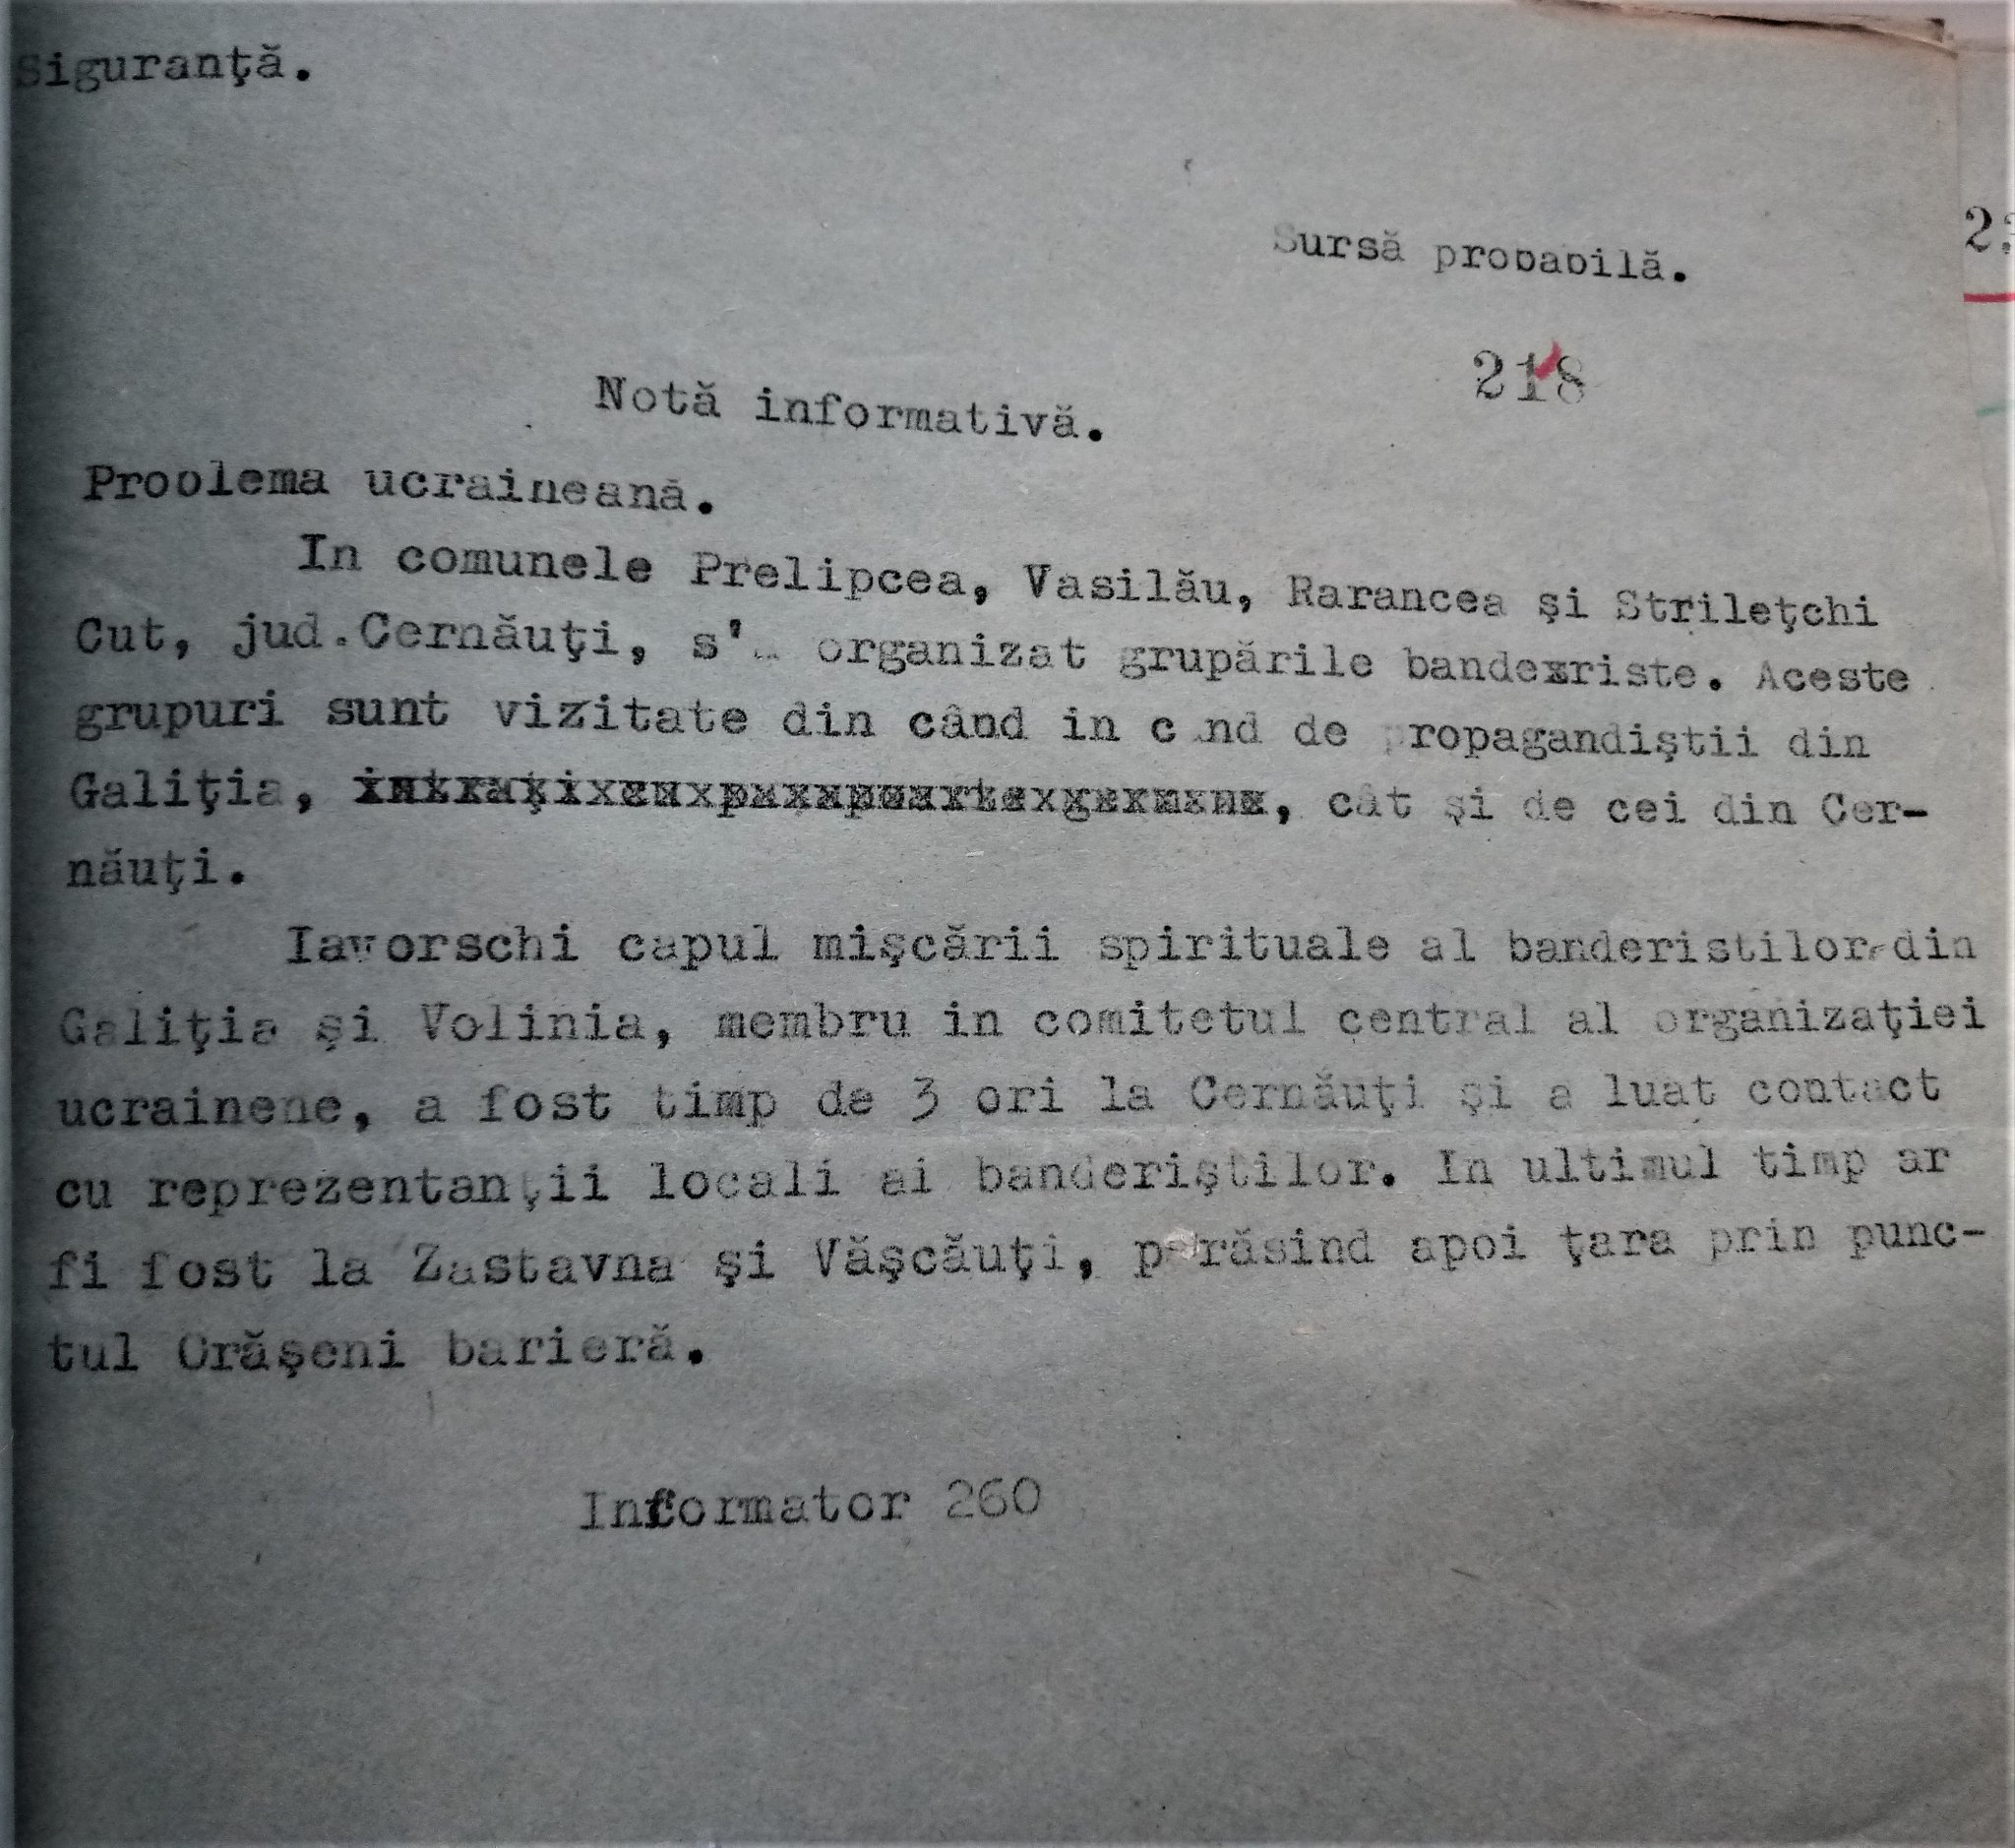 Siguranţă.
Sursă probabilă.
218
Notă informativă.
Problema ucraineană.
In comunele Prelipcea, Vasilău, Rarancea şi Strileţchi
Cut, jud.Cernăuţi, organizat grupările bandexriste. Aceste
grupuri sunt vizitate din când in c nd de propagandiştii din
Galiţia, cât şi de cei din Cer-
năuţi.
Iavorschi capul mişcării spirituale al banderistilor din
Galiţia şi Volinia, membru in comitetul central al organizaţiei
ucrainene, a fost timp de 3 ori la Cernăuţi şi a luat contact
cu reprezentanţii locali ai banderiştilor. In ultimul timp ar
fi fost la Zastavna şi Văşcăuţi, părăsind apoi ţara prin punc-
tul Orăşeni barieră.
Informator 260